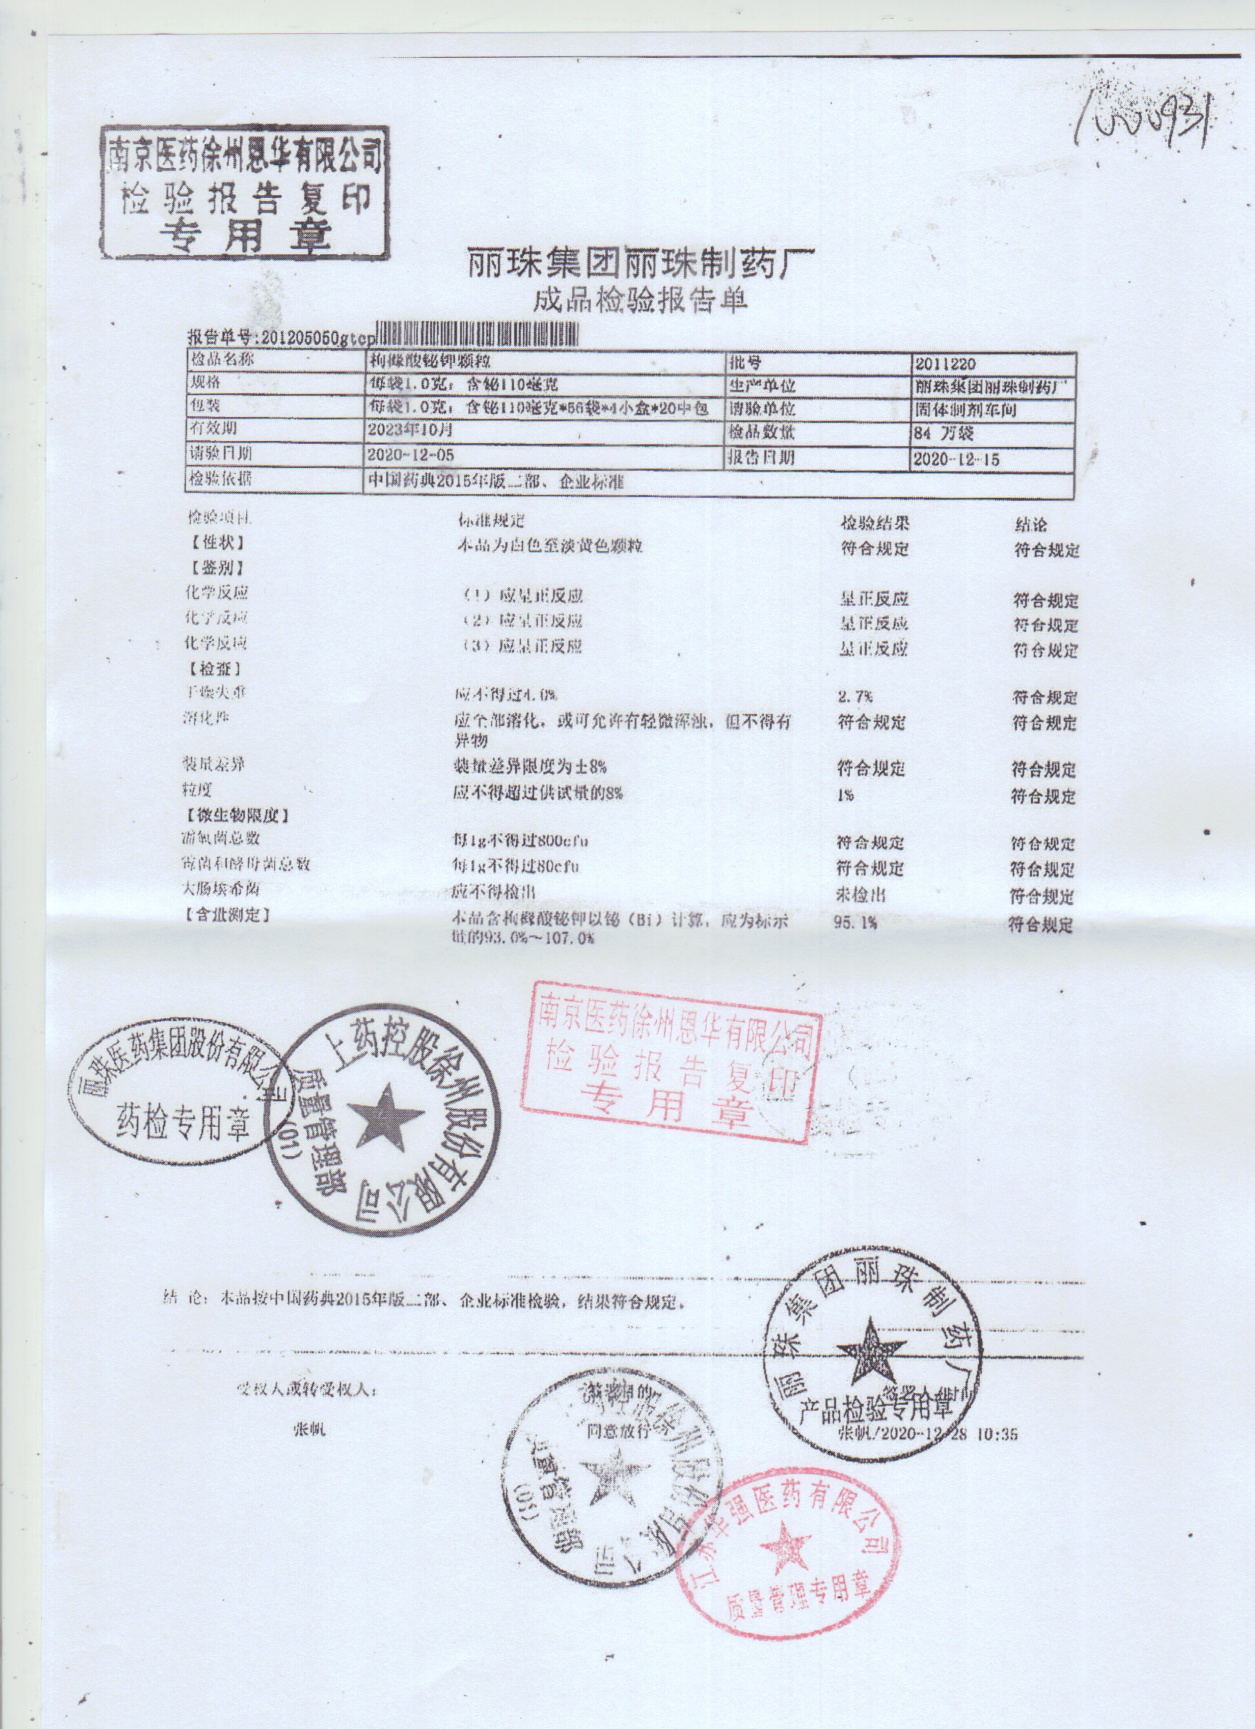 1000931
南京医药徐州恩华有限公司
检验报告复印
专用章
丽珠集团丽珠制药厂
成品检验报告单
报告单号:201205050gtcp
检品名称 枸橼酸铋钾颗粒 批号 2011220
规格 每袋1.0克；含铋110毫克 生产单位 丽珠集团丽珠制药厂
包装 每袋1.0克；含铋110毫克*56袋*4小盒*20中包 请验单位 固体制剂车间
有效期 2023年10月 检品数量 84 万袋
请验日期 2020-12-05 报告日期 2020-12-15
检验依据 中国药典2015年版二部、企业标准
检验项目 标准规定 检验结果 结论
【性状】 本品为白色至淡黄色颗粒 符合规定 符合规定
【鉴别】
化学反应 （1）应呈正反应 呈正反应 符合规定
化学反应 （2）应呈正反应 呈正反应 符合规定
化学反应 （3）应呈正反应 呈正反应 符合规定
【检查】
干燥失重 应不得过4.0% 2.7% 符合规定
溶化性 应全部溶化，或可允许有轻微浑浊，但不得有 符合规定 符合规定
异物
装量差异 装量差异限度为±8% 符合规定 符合规定
粒度 应不得超过供试量的8% 1% 符合规定
【微生物限度】
需氧菌总数 每1g不得过800cfu 符合规定 符合规定
霉菌和酵母菌总数 每1g不得过80cfu 符合规定 符合规定
大肠埃希菌 应不得检出 未检出 符合规定
【含量测定】 本品含枸橼酸铋钾以铋（Bi）计算，应为标示 95.1% 符合规定
量的93.0%～107.0%
南京医药徐州恩华有限公司
检验报告复印
专用章
丽珠医药集团股份有限公司
药检专用章
上药控股徐州股份有限公司
质量管理部
(01)
结 论：本品按中国药典2015年版二部、企业标准检验，结果符合规定。
丽珠集团丽珠制药厂
产品检验专用章
受权人或转受权人：
张帆
签署目的
同意放行
张帆/2020-12-28 10:35
控股徐州股份有限公司
质量管理部
(01)
江苏华强医药有限公司
质量管理专用章